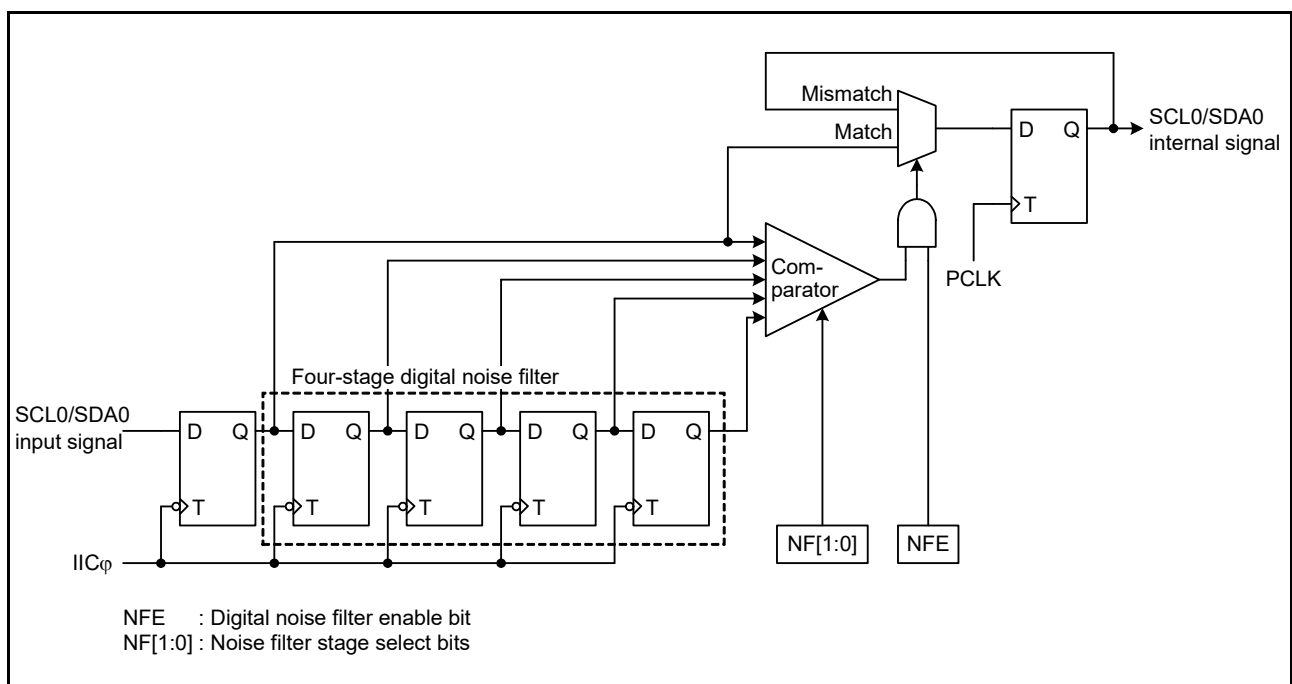 Mismatch
Match
D Q
T
SCL0/SDA0
internal signal
PCLK
Com-
parator
Four-stage digital noise filter
SCL0/SDA0
input signal
D Q D Q D Q D Q D Q
T T T T T
IICφ
NF[1:0] NFE
NFE : Digital noise filter enable bit
NF[1:0] : Noise filter stage select bits